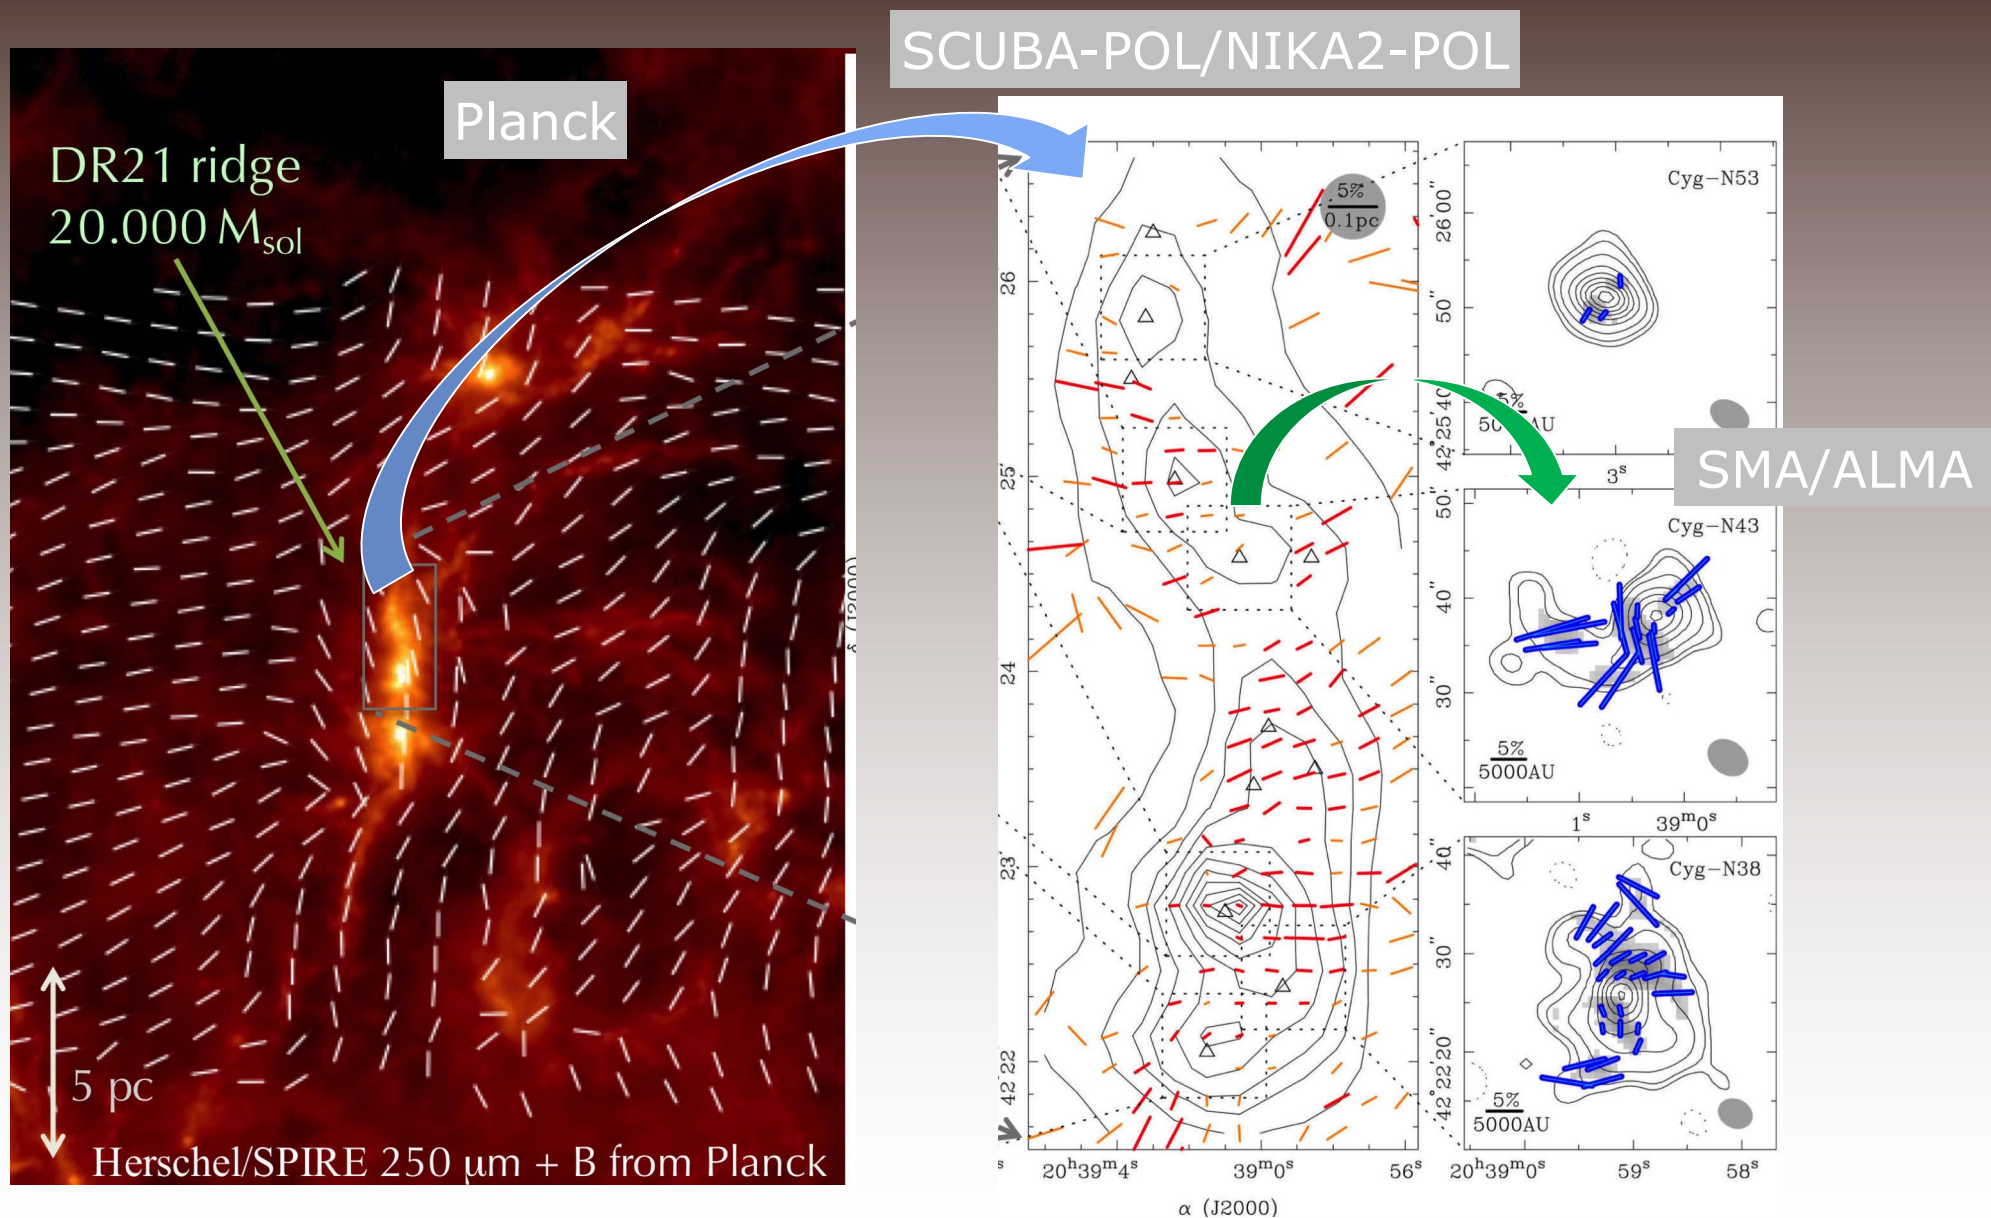 SCUBA-POL/NIKA2-POL
Planck
DR21 ridge
20.000 Msol
5 pc
Herschel/SPIRE 250 μm + B from Planck
δ (J2000)
26'
25'
24'
23'
42°22'
5%
0.1pc
20h39m4s
39m0s
56s
α (J2000)
Cyg-N53
26'00"
50"
42°25'40"
5%
5000AU
3s
SMA/ALMA
Cyg-N43
50"
40"
30"
5%
5000AU
1s
39m0s
Cyg-N38
40"
30"
42°22'20"
5%
5000AU
20h39m0s
59s
58s